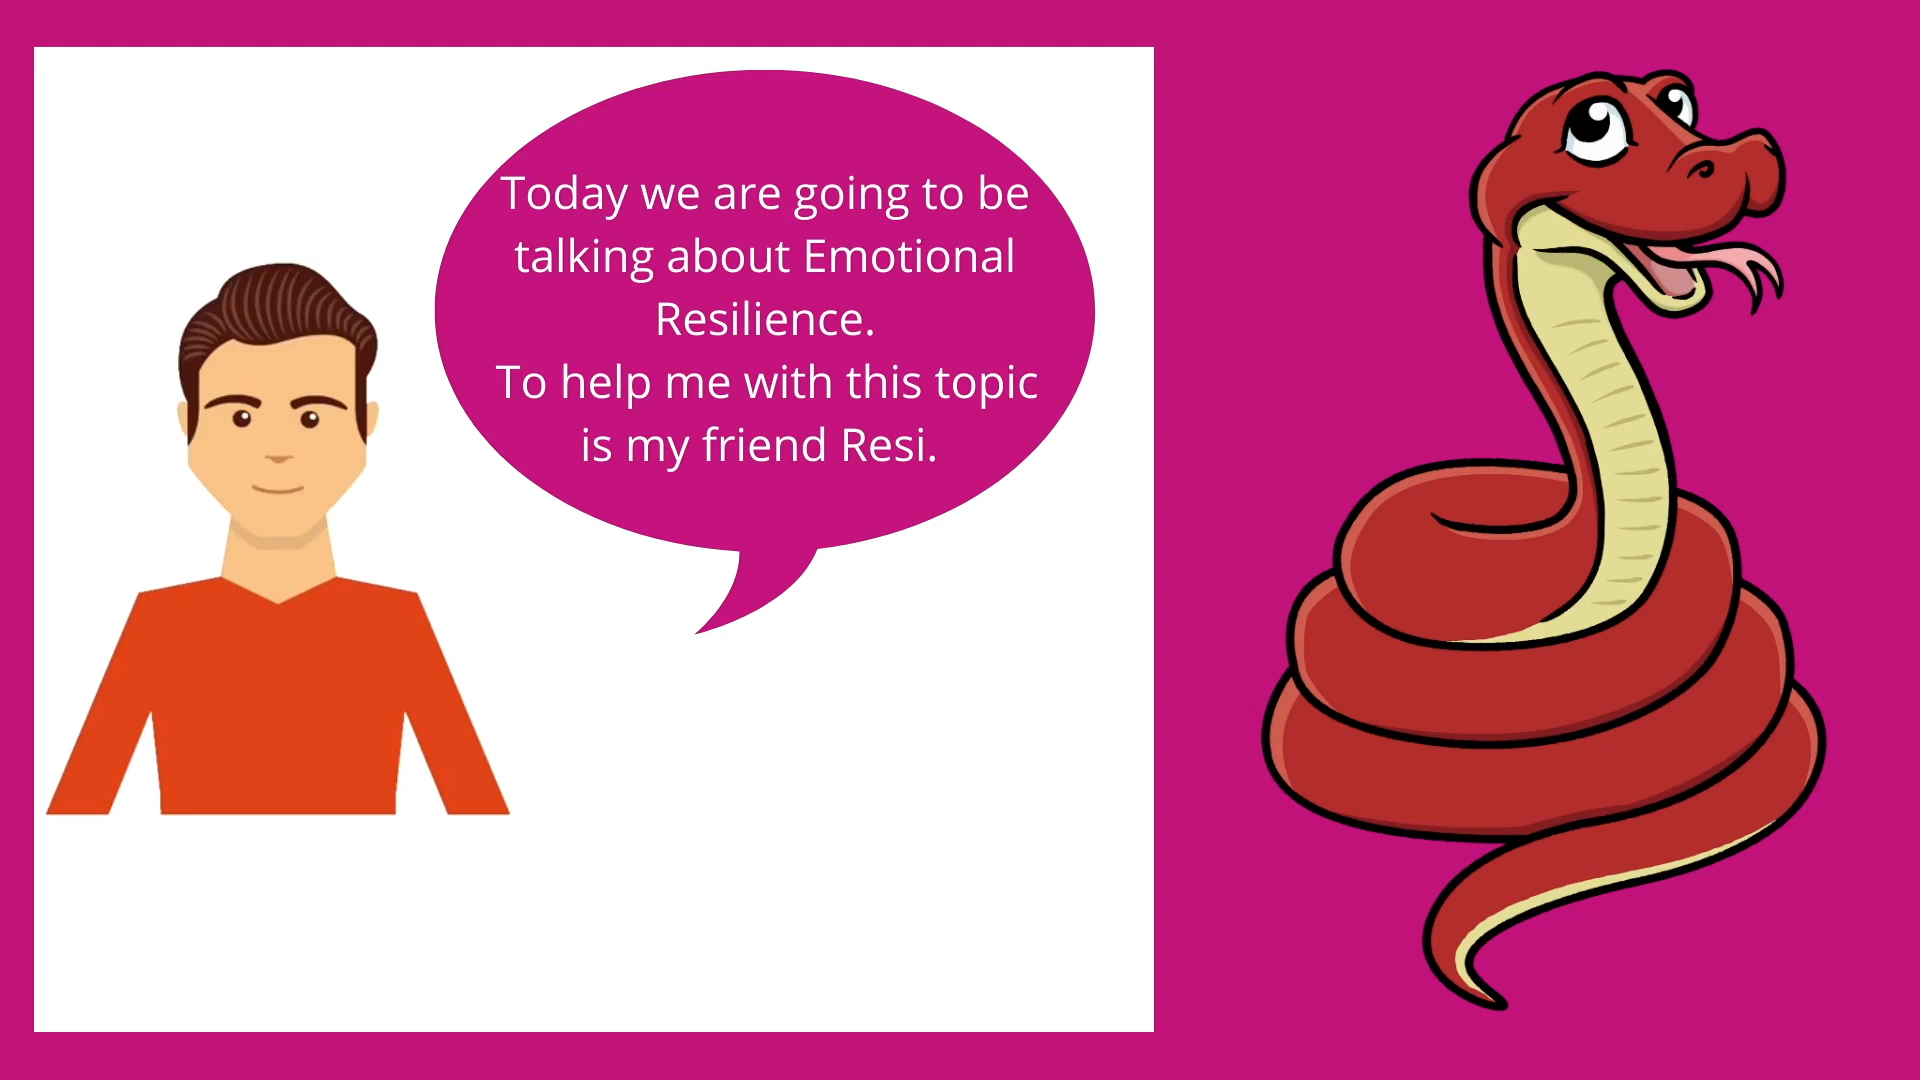 Today we are going to be
talking about Emotional
Resilience.
To help me with this topic
is my friend Resi.